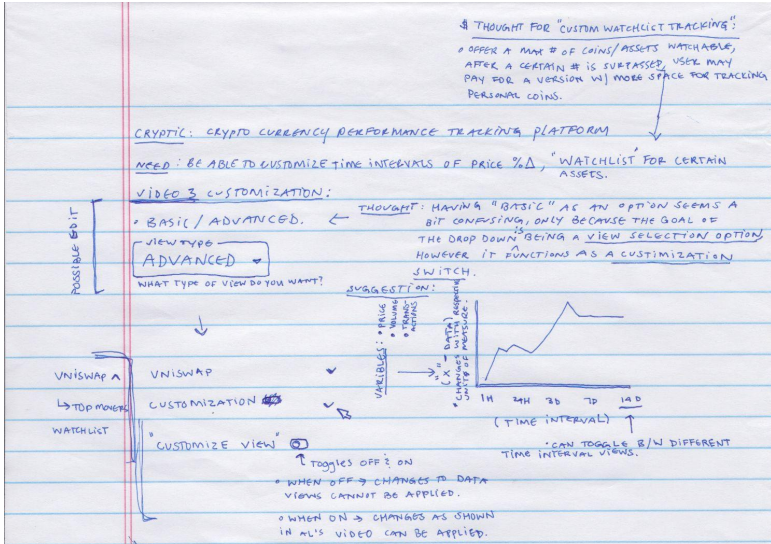 $ THOUGHT FOR "CUSTOM WATCHLIST TRACKING":
◦ OFFER A MAX # OF COINS/ASSETS WATCHABLE,
AFTER A CERTAIN # IS SURPASSED, USER MAY
PAY FOR A VERSION W/ MORE SPACE FOR TRACKING
PERSONAL COINS.
CRYPTIC: CRYPTO CURRENCY PERFORMANCE TRACKING PLATFORM
NEED: BE ABLE TO CUSTOMIZE TIME INTERVALS OF PRICE %Δ, "WATCHLIST" FOR CERTAIN
ASSETS.
VIDEO 3 CUSTOMIZATION:
POSSIBLE EDIT
• BASIC/ADVANCED. ←
VIEW TYPE
ADVANCED
WHAT TYPE OF VIEW DO YOU WANT?
THOUGHT: HAVING "BASIC" AS AN OPTION SEEMS A
BIT CONFUSING, ONLY BECAUSE THE GOAL OF
THE DROP DOWN IS BEING A VIEW SELECTION OPTION
HOWEVER IT FUNCTIONS AS A CUSTIMIZATION
SWITCH.
SUGGESTION:
VARIABLES: • PRICE
• VOLUME
• TRANS-
ACTIONS
→ "
(X - DATA)
• CHANGES WITH RESPECTIVE
UNITS OF MEASURE.
1H 24H 3D 7D 14D
(TIME INTERVAL) ↑
• CAN TOGGLE B/W DIFFERENT
TIME INTERVAL VIEWS.
UNISWAP ^
↳ TOP MOVERS
WATCHLIST
UNISWAP ✓
CUSTOMIZATION ✓
"CUSTOMIZE VIEW"
↑ TOGGLES OFF & ON
• WHEN OFF → CHANGES TO DATA
VIEWS CANNOT BE APPLIED.
◦ WHEN ON → CHANGES AS SHOWN
IN AL'S VIDEO CAN BE APPLIED.